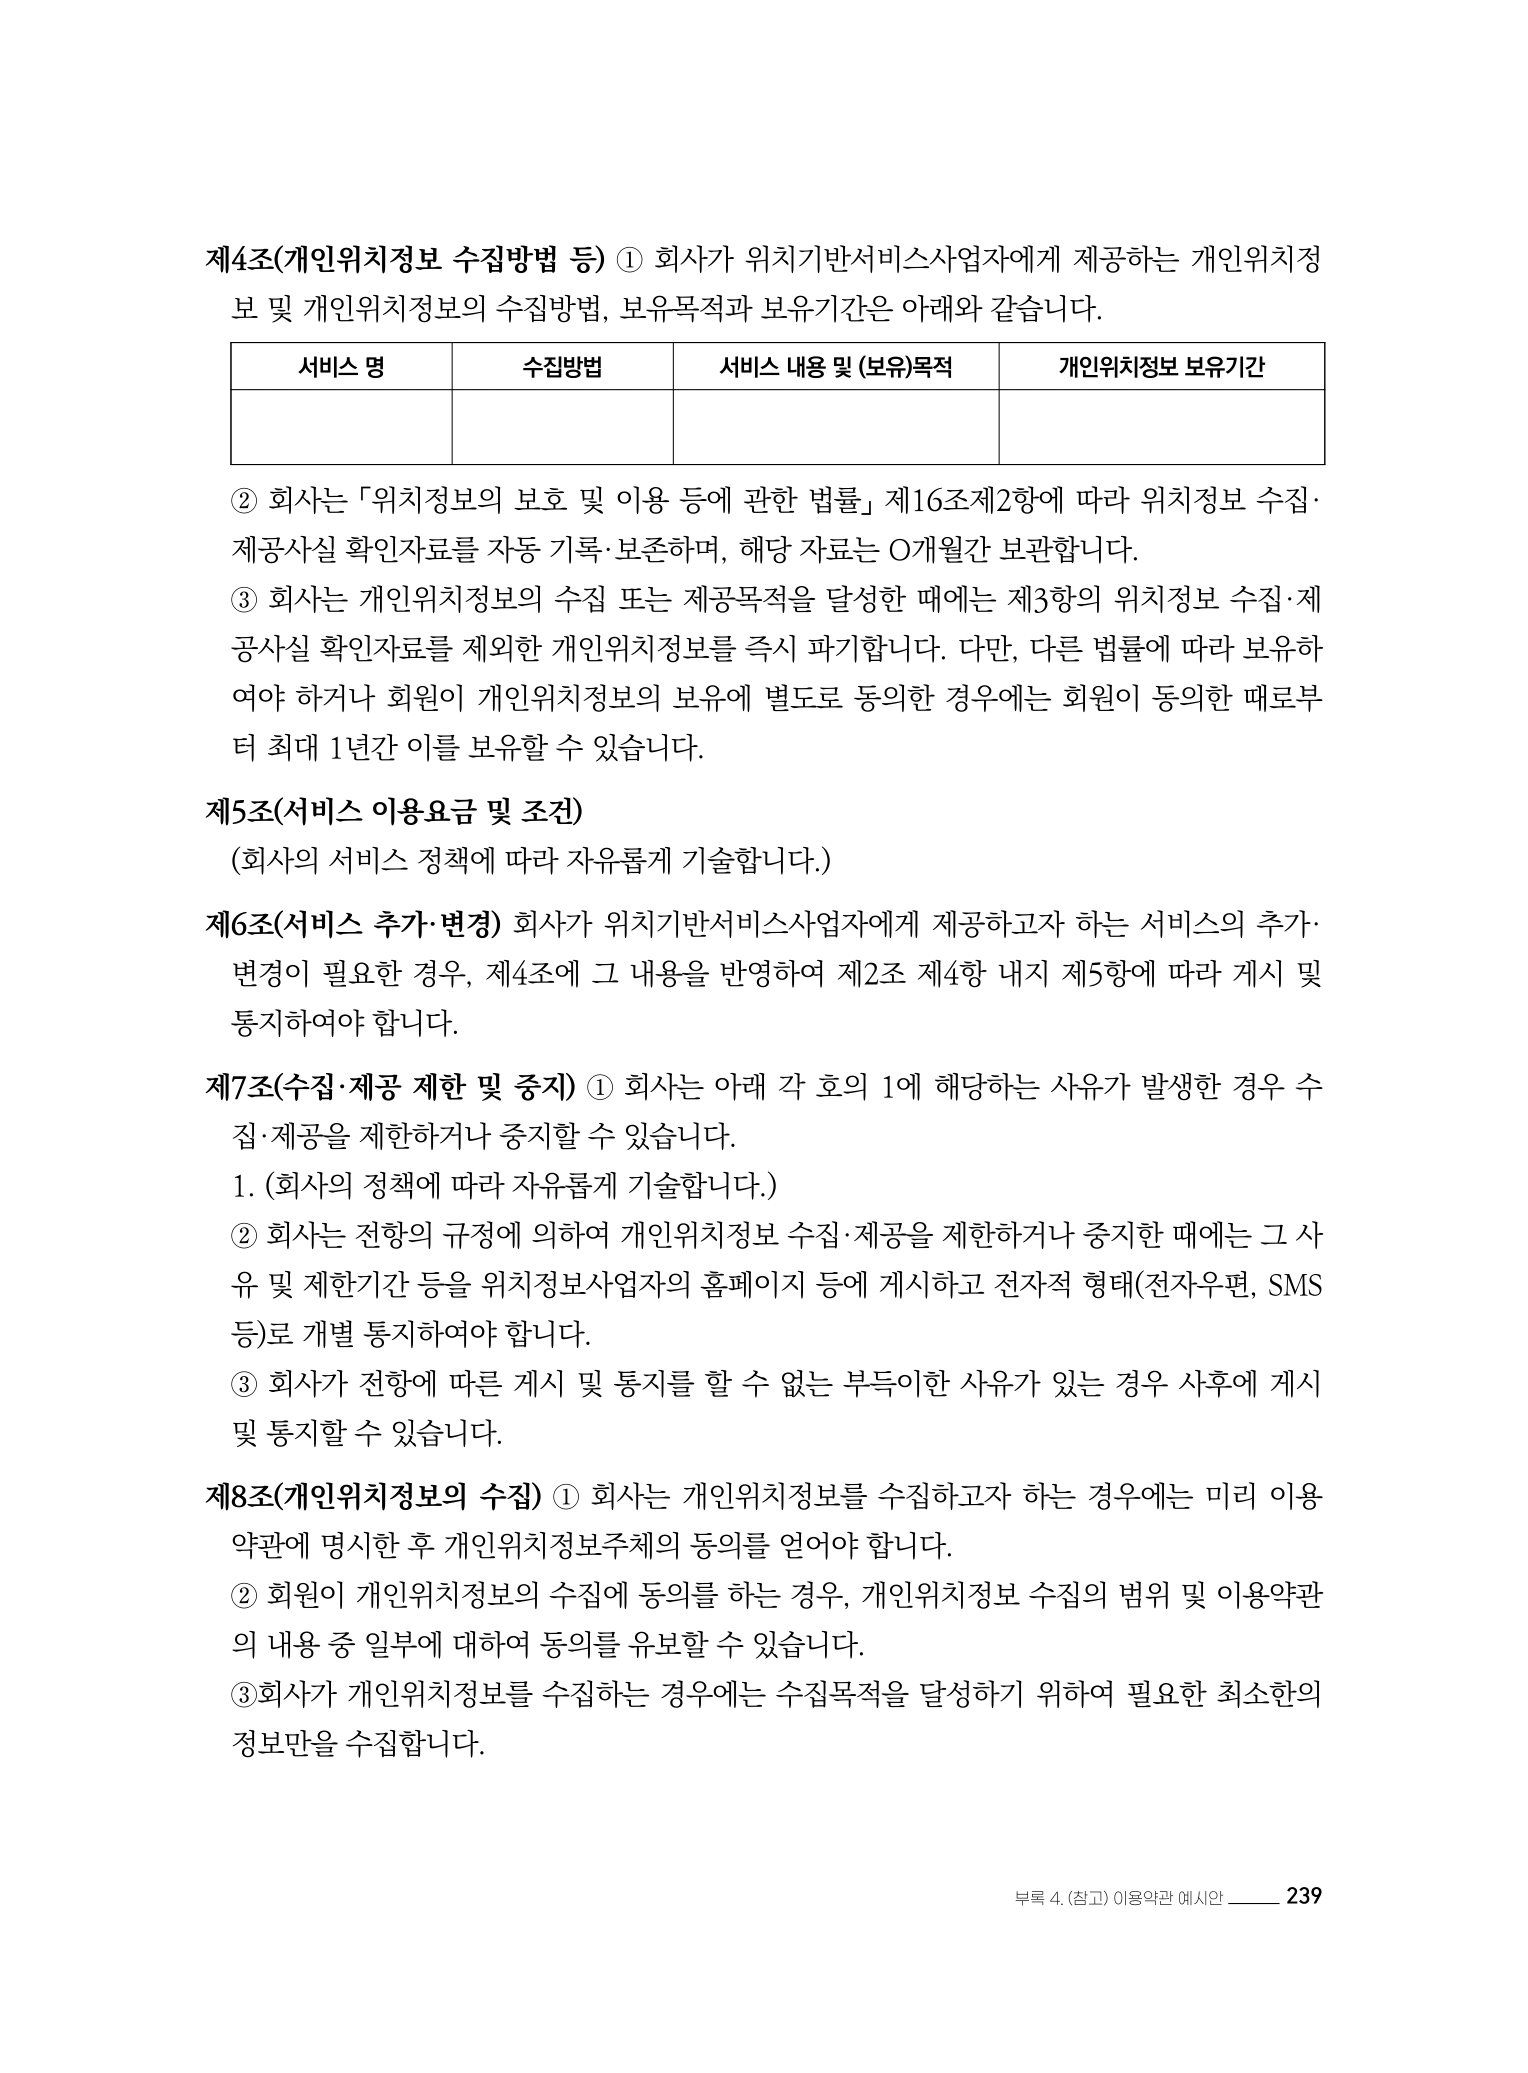 제4조(개인위치정보 수집방법 등) ① 회사가 위치기반서비스사업자에게 제공하는 개인위치정
보 및 개인위치정보의 수집방법, 보유목적과 보유기간은 아래와 같습니다.
서비스 명 수집방법 서비스 내용 및 (보유)목적 개인위치정보 보유기간
② 회사는 「위치정보의 보호 및 이용 등에 관한 법률」 제16조제2항에 따라 위치정보 수집·
제공사실 확인자료를 자동 기록·보존하며, 해당 자료는 O개월간 보관합니다.
③ 회사는 개인위치정보의 수집 또는 제공목적을 달성한 때에는 제3항의 위치정보 수집·제
공사실 확인자료를 제외한 개인위치정보를 즉시 파기합니다. 다만, 다른 법률에 따라 보유하
여야 하거나 회원이 개인위치정보의 보유에 별도로 동의한 경우에는 회원이 동의한 때로부
터 최대 1년간 이를 보유할 수 있습니다.
제5조(서비스 이용요금 및 조건)
(회사의 서비스 정책에 따라 자유롭게 기술합니다.)
제6조(서비스 추가·변경) 회사가 위치기반서비스사업자에게 제공하고자 하는 서비스의 추가·
변경이 필요한 경우, 제4조에 그 내용을 반영하여 제2조 제4항 내지 제5항에 따라 게시 및
통지하여야 합니다.
제7조(수집·제공 제한 및 중지) ① 회사는 아래 각 호의 1에 해당하는 사유가 발생한 경우 수
집·제공을 제한하거나 중지할 수 있습니다.
1. (회사의 정책에 따라 자유롭게 기술합니다.)
② 회사는 전항의 규정에 의하여 개인위치정보 수집·제공을 제한하거나 중지한 때에는 그 사
유 및 제한기간 등을 위치정보사업자의 홈페이지 등에 게시하고 전자적 형태(전자우편, SMS
등)로 개별 통지하여야 합니다.
③ 회사가 전항에 따른 게시 및 통지를 할 수 없는 부득이한 사유가 있는 경우 사후에 게시
및 통지할 수 있습니다.
제8조(개인위치정보의 수집) ① 회사는 개인위치정보를 수집하고자 하는 경우에는 미리 이용
약관에 명시한 후 개인위치정보주체의 동의를 얻어야 합니다.
② 회원이 개인위치정보의 수집에 동의를 하는 경우, 개인위치정보 수집의 범위 및 이용약관
의 내용 중 일부에 대하여 동의를 유보할 수 있습니다.
③회사가 개인위치정보를 수집하는 경우에는 수집목적을 달성하기 위하여 필요한 최소한의
정보만을 수집합니다.
부록 4. (참고) 이용약관 예시안 239